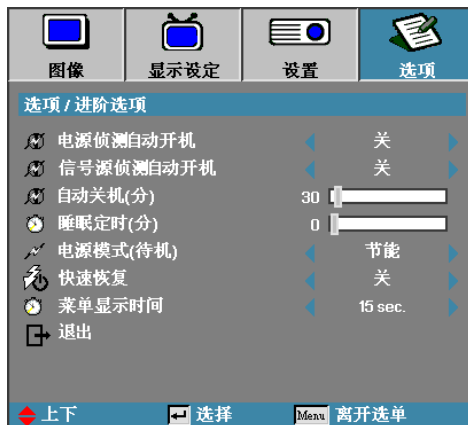 图像 显示设定 设置 选项
选项 / 进阶选项
电源侦测自动开机 关
信号源侦测自动开机 关
自动关机(分) 30
睡眠定时(分) 0
电源模式(待机) 节能
快速恢复 关
菜单显示时间 15 sec.
退出
上下 选择 Menu 离开选单